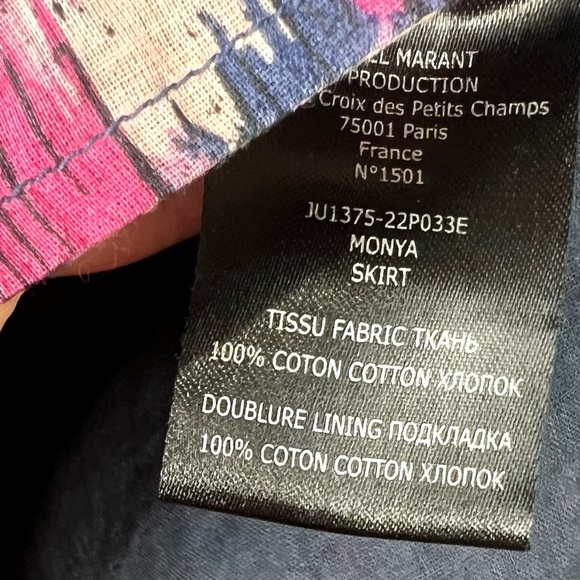 MARANT
PRODUCTION
Croix des Petits Champs
75001 Paris
France
N°1501
JU1375-22P033E
MONYA
SKIRT
TISSU FABRIC ТКАНЬ
100% COTON COTTON ХЛОПОК
DOUBLURE LINING ПОДКЛАДКА
100% COTON COTTON ХЛОПОК